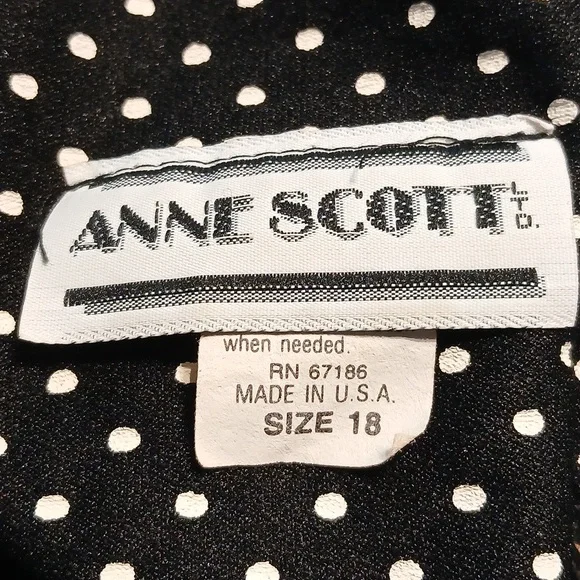 ANNE SCOTT LTD.
when needed.
RN 67186
MADE IN U.S.A.
SIZE 18